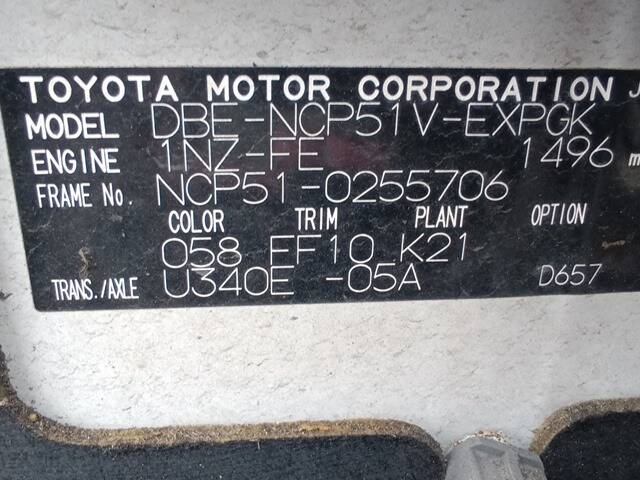 TOYOTA MOTOR CORPORATION J
MODEL DBE-NCP51V-EXPGK
ENGINE 1NZ-FE 1496 m
FRAME No. NCP51-0255706
COLOR TRIM PLANT OPTION
058 FF10 K21
TRANS./AXLE U340E -05A D657